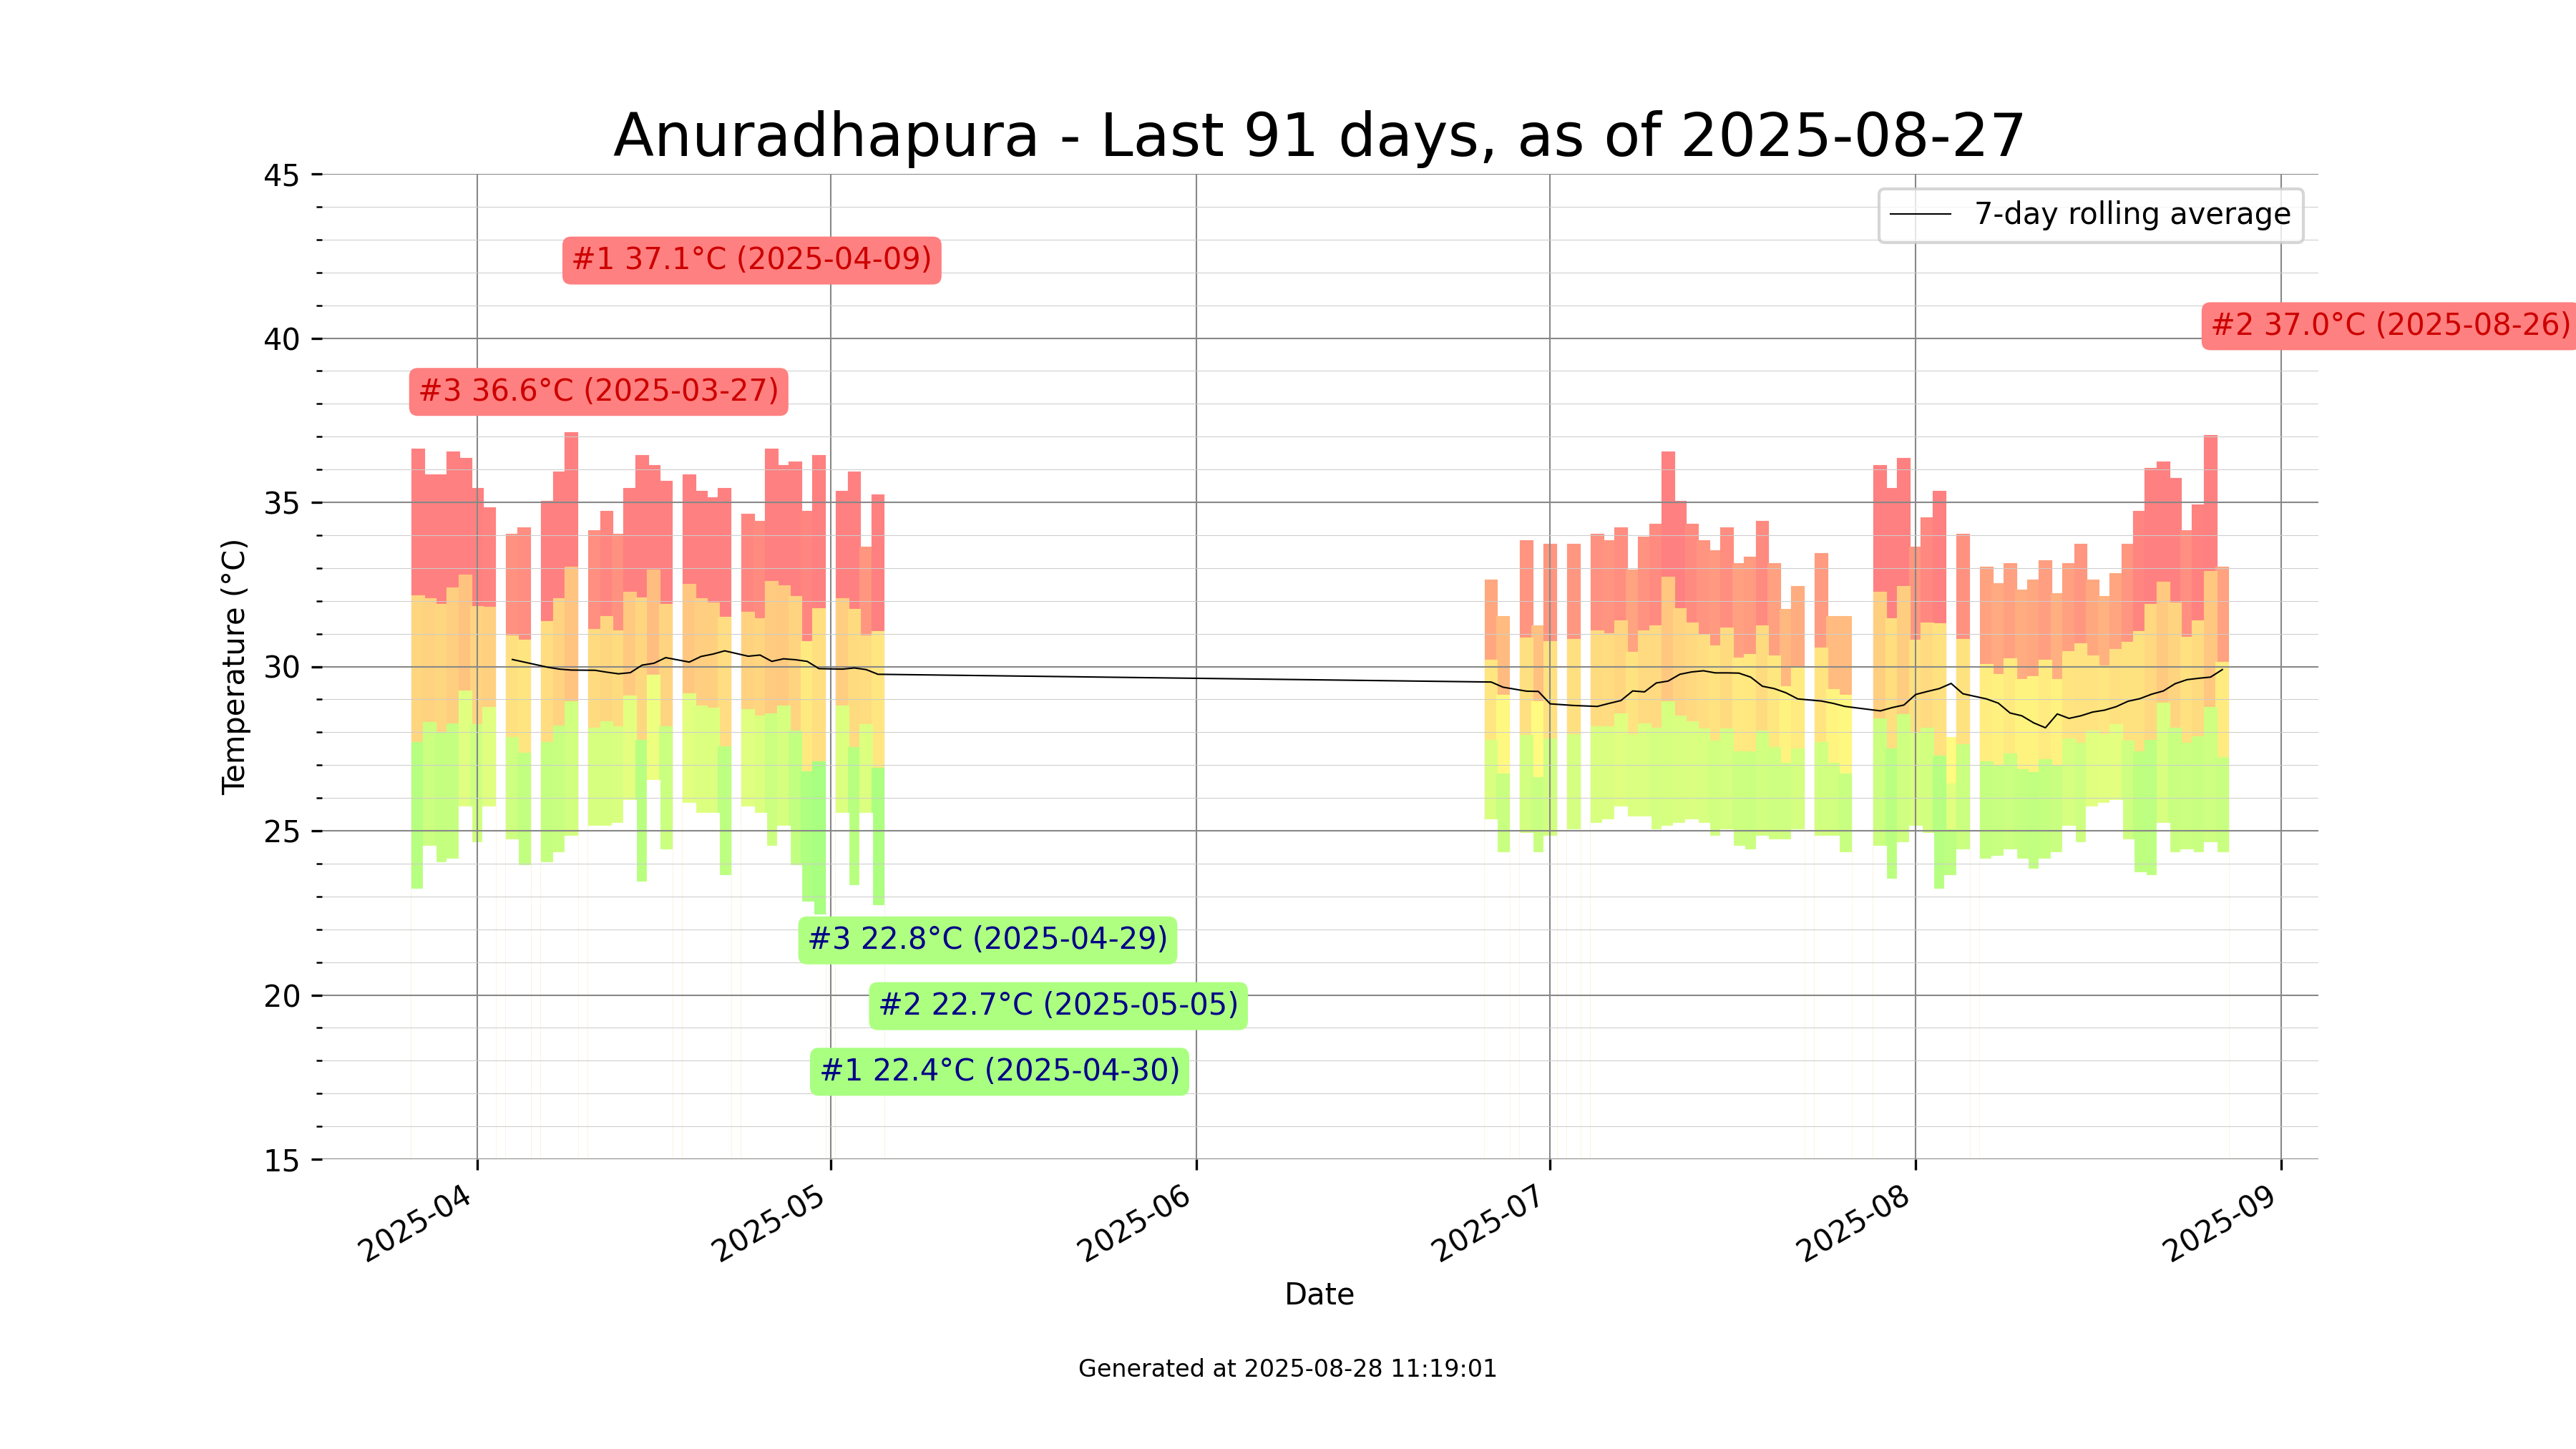 Anuradhapura - Last 91 days, as of 2025-08-27
45
40
35
30
25
20
15
Temperature (°C)
7-day rolling average
#1 37.1°C (2025-04-09)
#2 37.0°C (2025-08-26)
#3 36.6°C (2025-03-27)
#3 22.8°C (2025-04-29)
#2 22.7°C (2025-05-05)
#1 22.4°C (2025-04-30)
2025-04
2025-05
2025-06
2025-07
2025-08
2025-09
Date
Generated at 2025-08-28 11:19:01